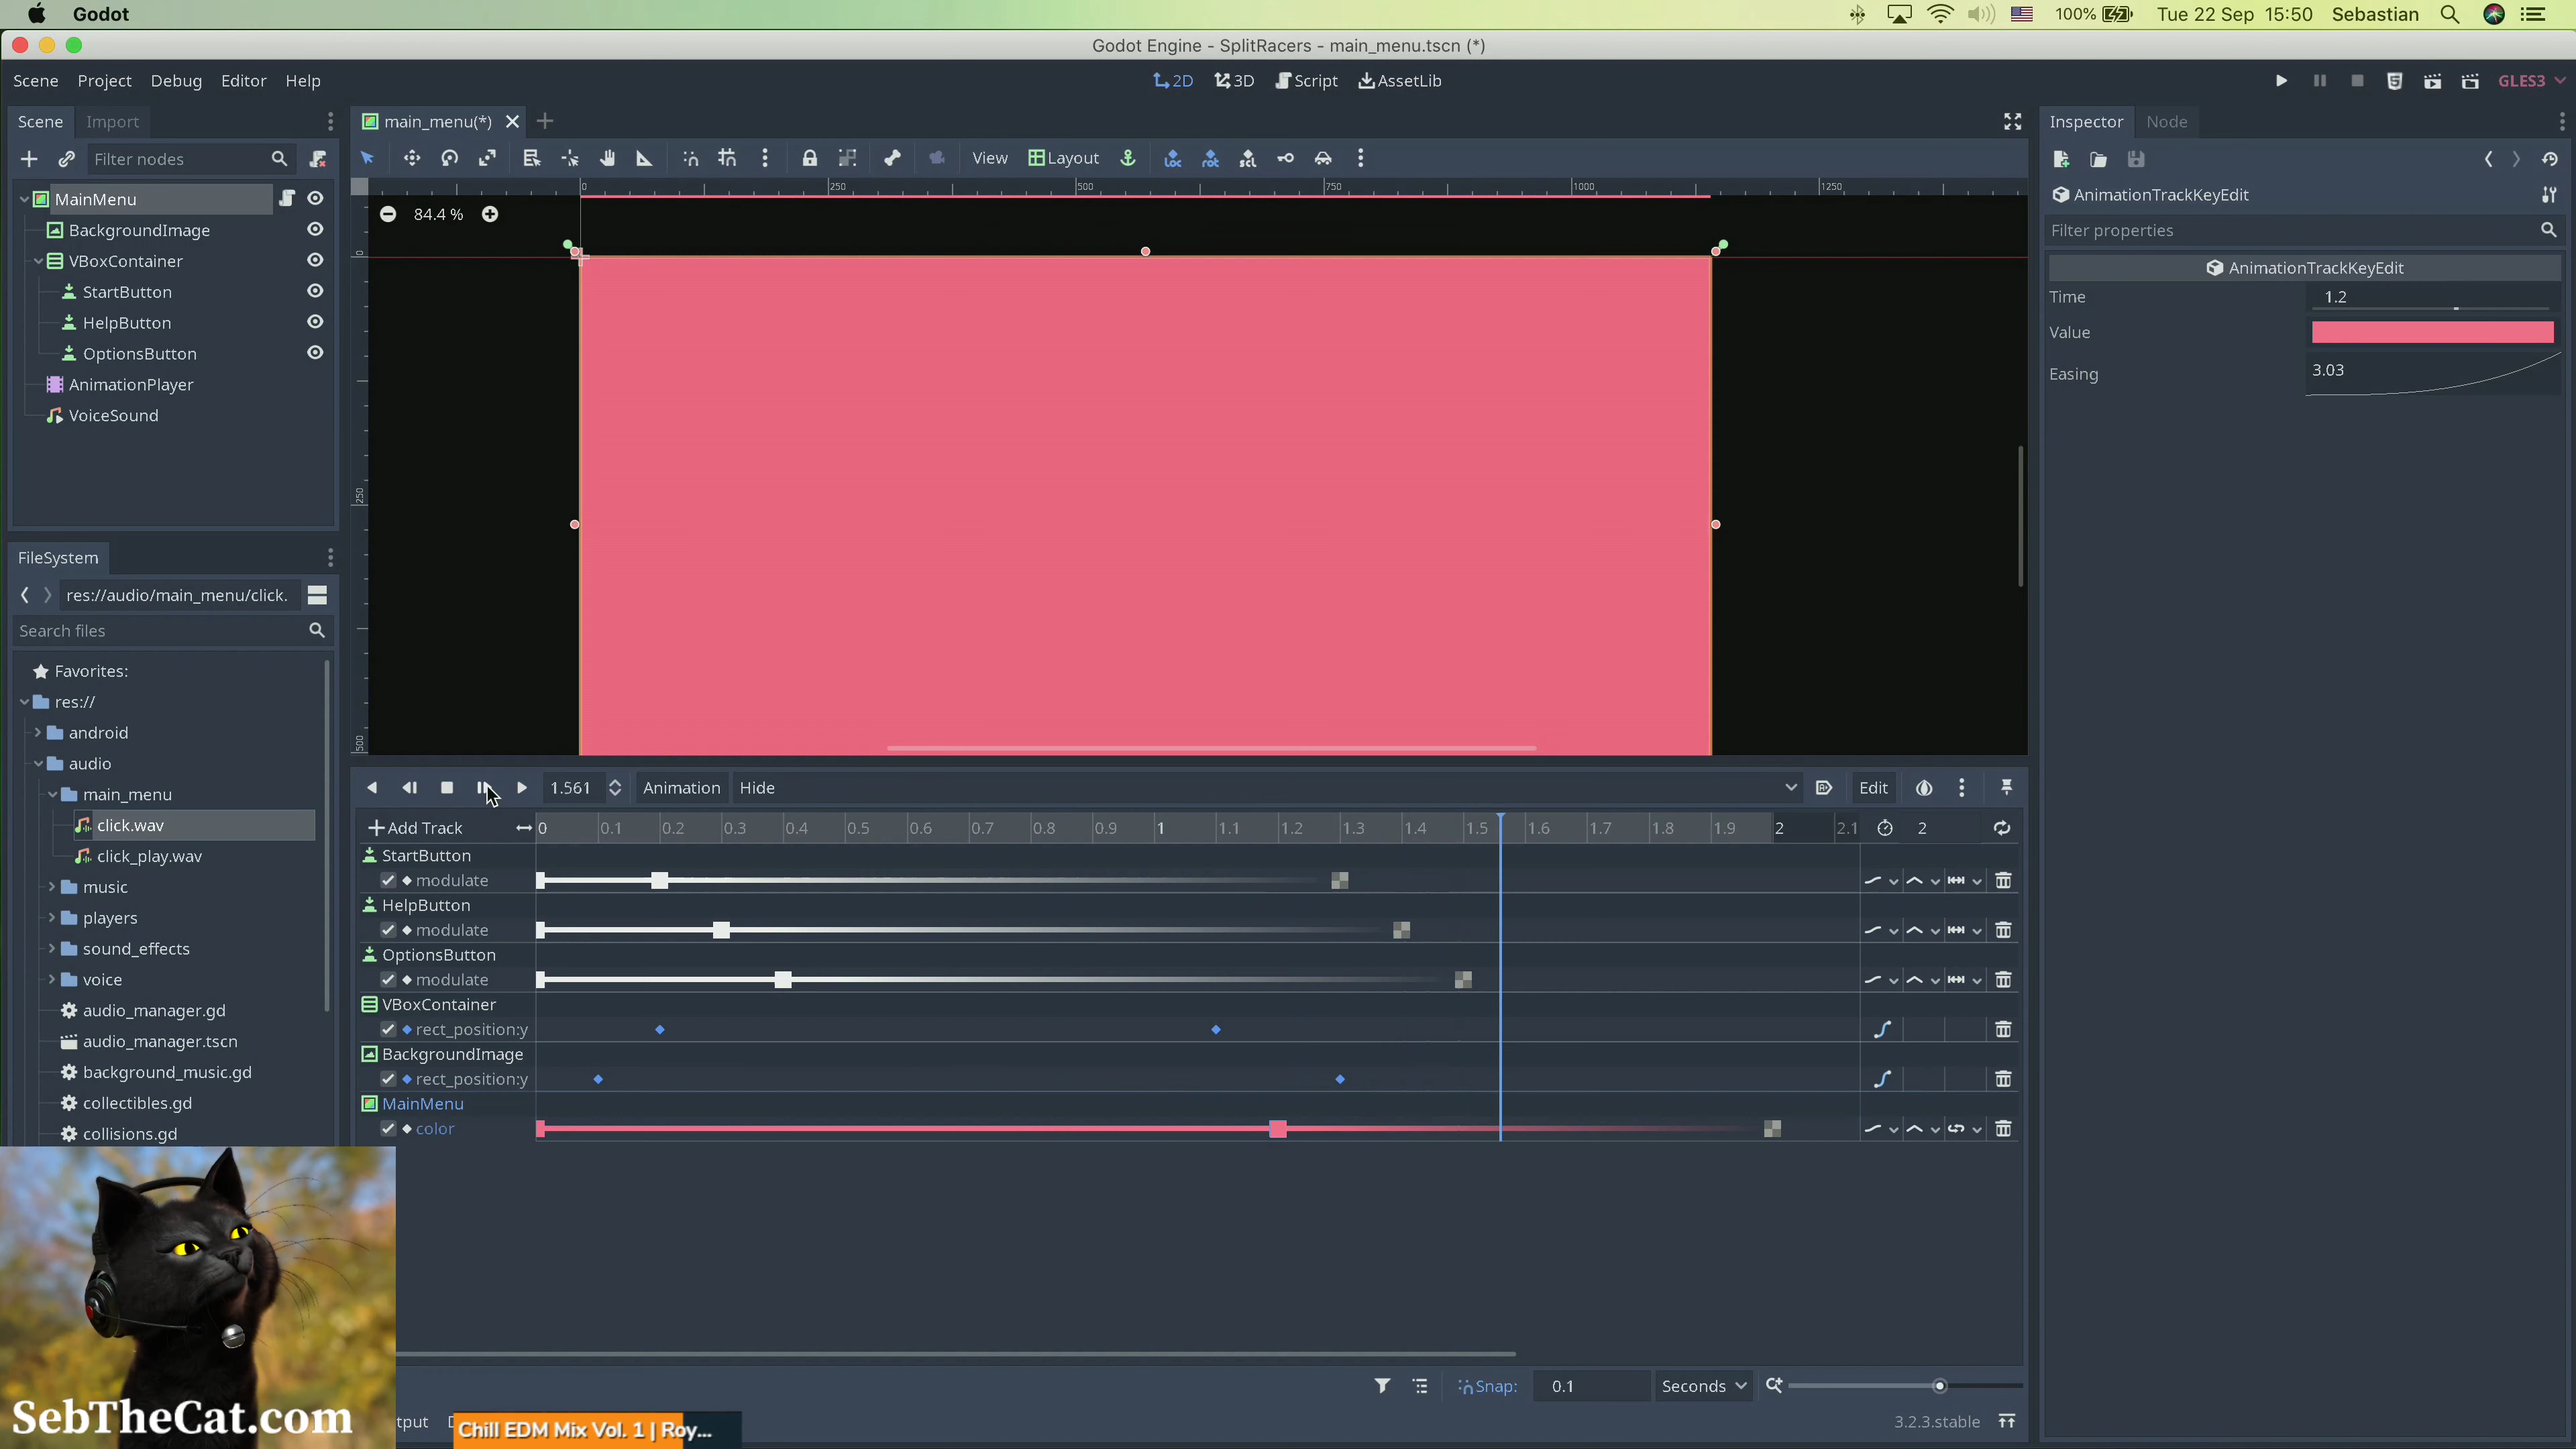 Godot
100%
Tue 22 Sep 15:50
Sebastian
Godot Engine - SplitRacers - main_menu.tscn (*)
Scene Project Debug Editor Help
2D 3D Script AssetLib
GLES3
Scene Import
main_menu(*)
Inspector Node
Filter nodes
View Layout
MainMenu
BackgroundImage
VBoxContainer
StartButton
HelpButton
OptionsButton
AnimationPlayer
VoiceSound
0 250 500 750 1000 1250
84.4 %
0
250
500
AnimationTrackKeyEdit
Filter properties
AnimationTrackKeyEdit
Time 1.2
Value
Easing 3.03
FileSystem
res://audio/main_menu/click.
Search files
Favorites:
res://
android
audio
main_menu
click.wav
click_play.wav
music
players
sound_effects
voice
audio_manager.gd
audio_manager.tscn
background_music.gd
collectibles.gd
collisions.gd
1.561 Animation Hide Edit
Add Track 0 0.1 0.2 0.3 0.4 0.5 0.6 0.7 0.8 0.9 1 1.1 1.2 1.3 1.4 1.5 1.6 1.7 1.8 1.9 2 2.1 2
StartButton
modulate
HelpButton
modulate
OptionsButton
modulate
VBoxContainer
rect_position:y
BackgroundImage
rect_position:y
MainMenu
color
Snap: 0.1 Seconds
SebTheCat.com
tput
Chill EDM Mix Vol. 1 | Roy...
3.2.3.stable